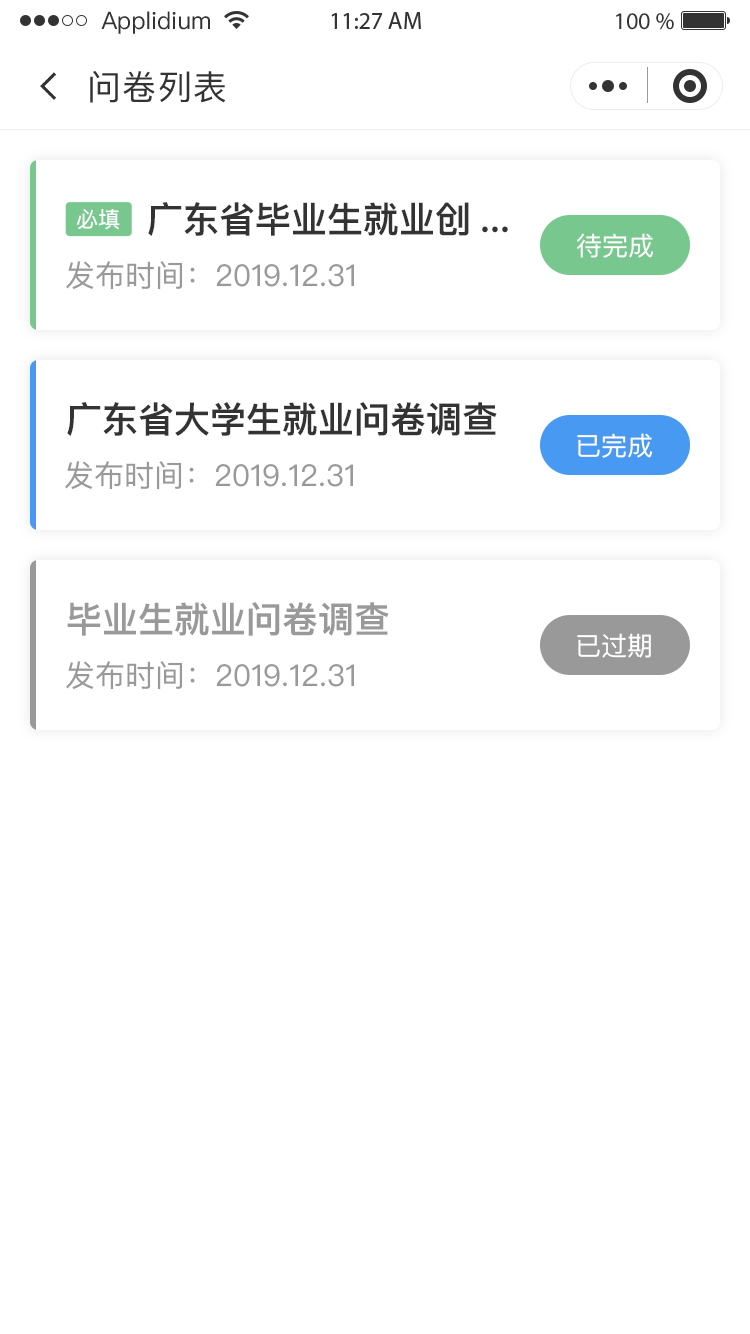 Applidium 11:27 AM 100 %
问卷列表
必填 广东省毕业生就业创 ...
发布时间：2019.12.31
待完成
广东省大学生就业问卷调查
发布时间：2019.12.31
已完成
毕业生就业问卷调查
发布时间：2019.12.31
已过期